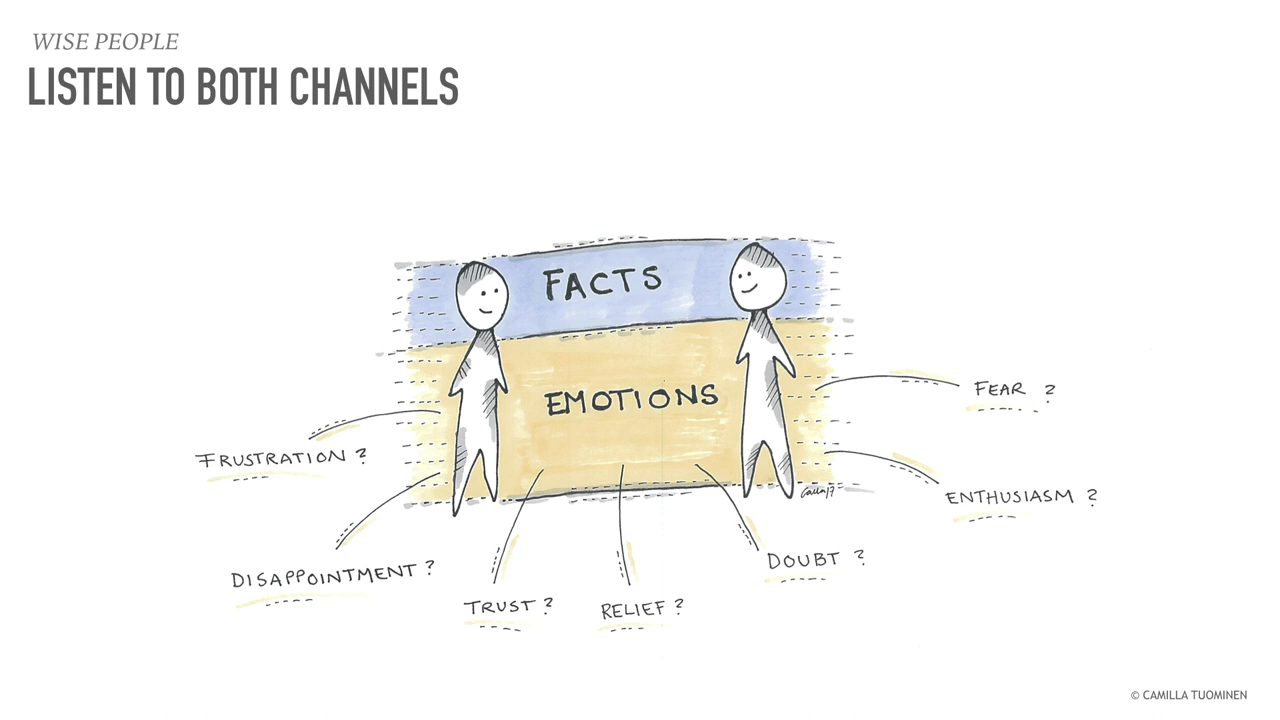 WISE PEOPLE
LISTEN TO BOTH CHANNELS
FACTS
EMOTIONS
FEAR ?
FRUSTRATION ?
ENTHUSIASM ?
DISAPPOINTMENT ?
DOUBT ?
TRUST ?
RELIEF ?
© CAMILLA TUOMINEN